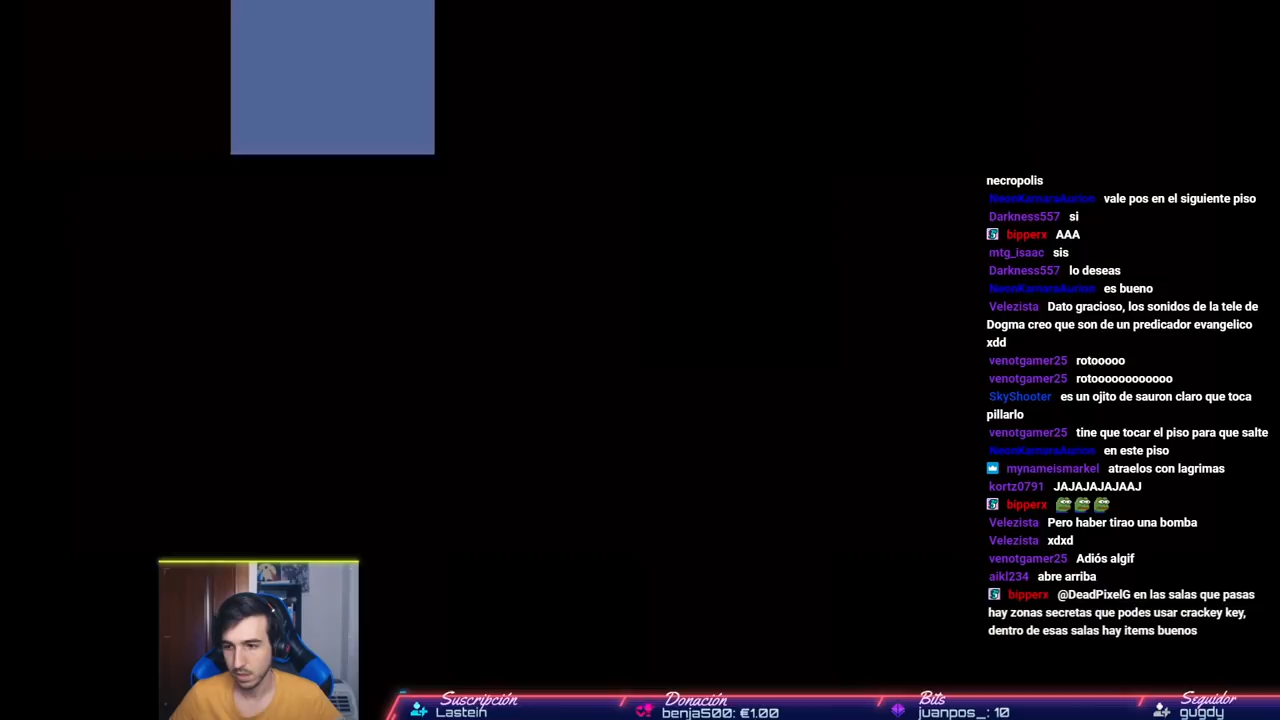 necropolis
NeonKamaraAurion vale pos en el siguiente piso
Darkness557 si
bipperx AAA
mtg_isaac sis
Darkness557 lo deseas
NeonKamaraAurion es bueno
Velezista Dato gracioso, los sonidos de la tele de
Dogma creo que son de un predicador evangelico
xdd
venotgamer25 rotooooo
venotgamer25 rotoooooooooooo
SkyShooter es un ojito de sauron claro que toca
pillarlo
venotgamer25 tine que tocar el piso para que salte
NeonKamaraAurion en este piso
mynameismarkel atraelos con lagrimas
kortz0791 JAJAJAJAJAAJ
bipperx
Velezista Pero haber tirao una bomba
Velezista xdxd
venotgamer25 Adiós algif
aikl234 abre arriba
bipperx @DeadPixelG en las salas que pasas
hay zonas secretas que podes usar crackey key,
dentro de esas salas hay items buenos
Suscripción Donación Bits Seguidor
Lastein benja500: €1.00 juanpos_: 10 gugdy